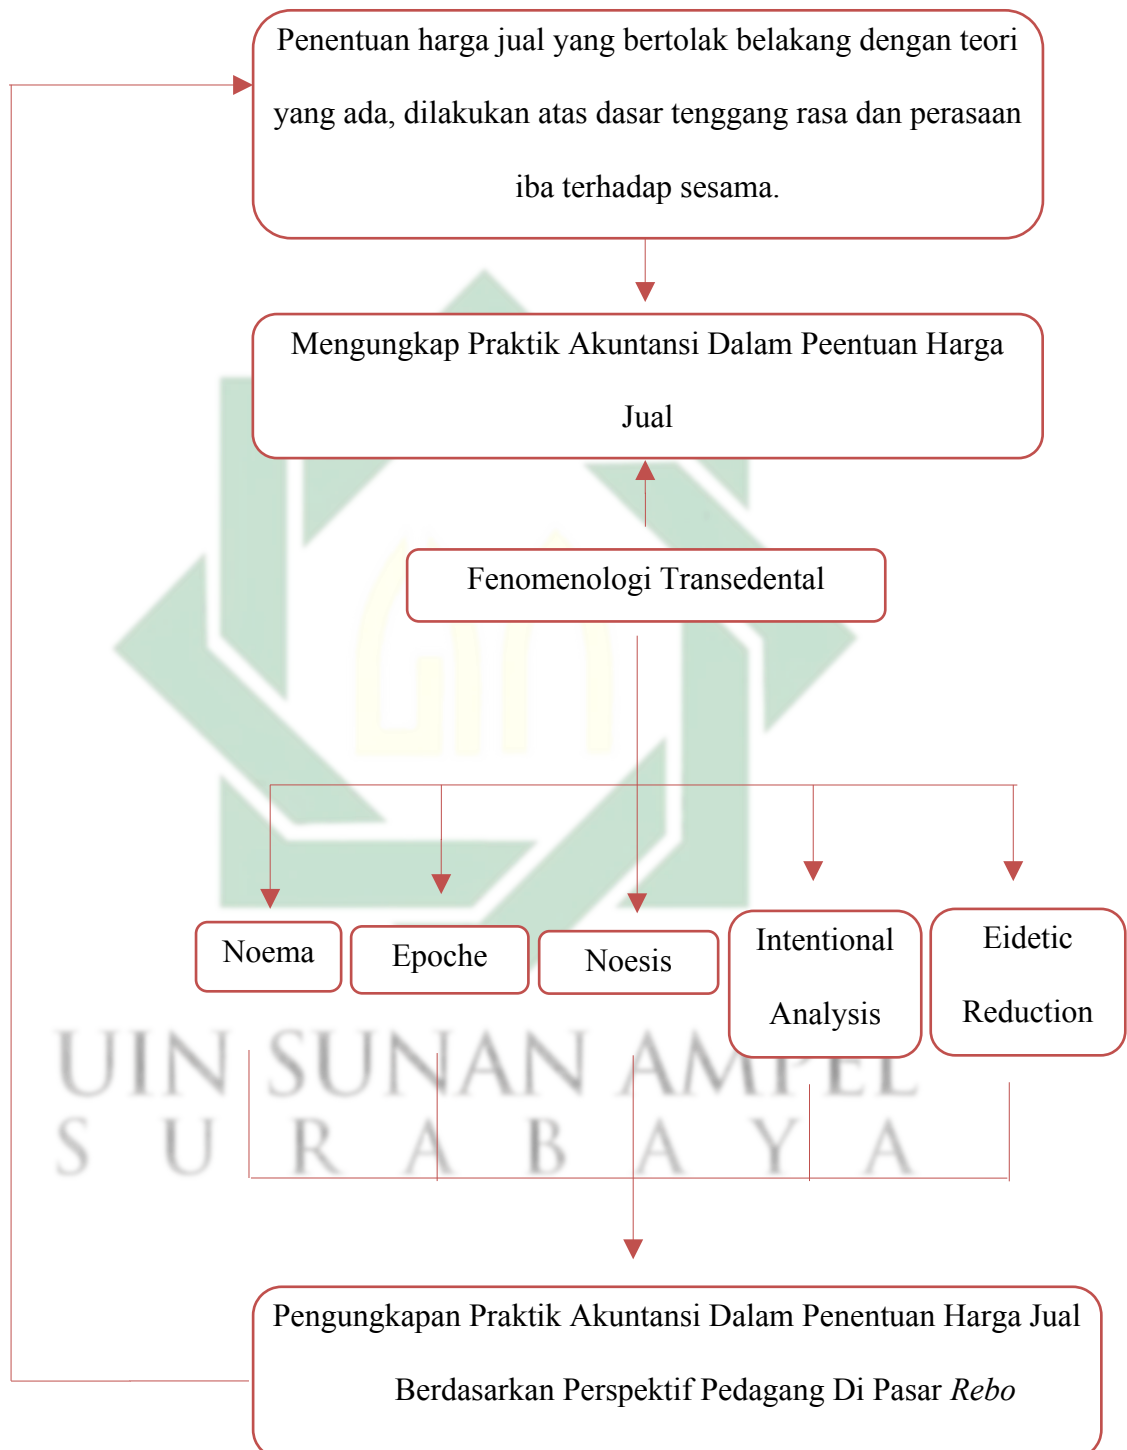 Penentuan harga jual yang bertolak belakang dengan teori
yang ada, dilakukan atas dasar tenggang rasa dan perasaan
iba terhadap sesama.
Mengungkap Praktik Akuntansi Dalam Peentuan Harga
Jual
Fenomenologi Transedental
Noema
Epoche
Noesis
Intentional
Analysis
Eidetic
Reduction
UIN SUNAN AMPEL
S U R A B A Y A
Pengungkapan Praktik Akuntansi Dalam Penentuan Harga Jual
Berdasarkan Perspektif Pedagang Di Pasar Rebo